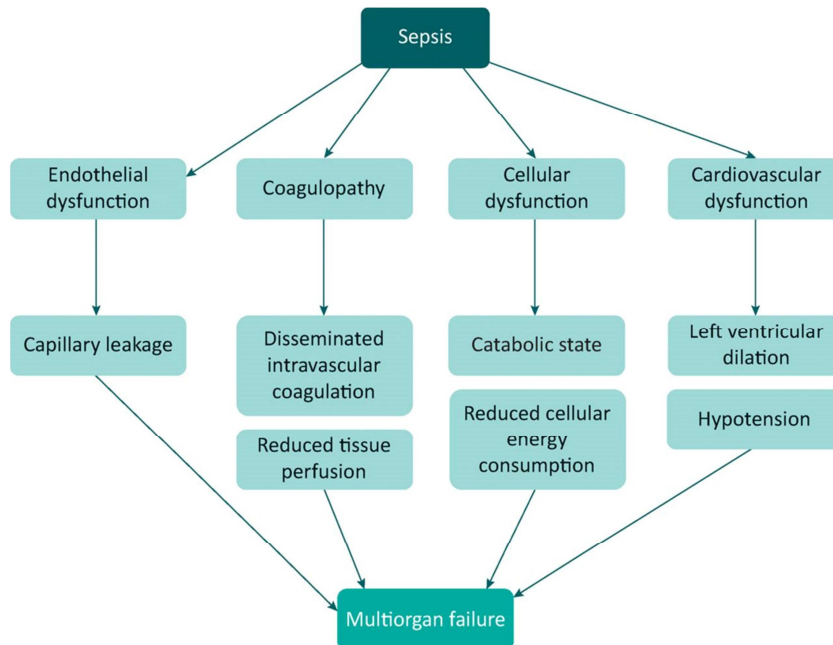 Sepsis
Endothelial
dysfunction
Coagulopathy
Cellular
dysfunction
Cardiovascular
dysfunction
Capillary leakage
Disseminated
intravascular
coagulation
Catabolic state
Left ventricular
dilation
Reduced tissue
perfusion
Reduced cellular
energy
consumption
Hypotension
Multiorgan failure